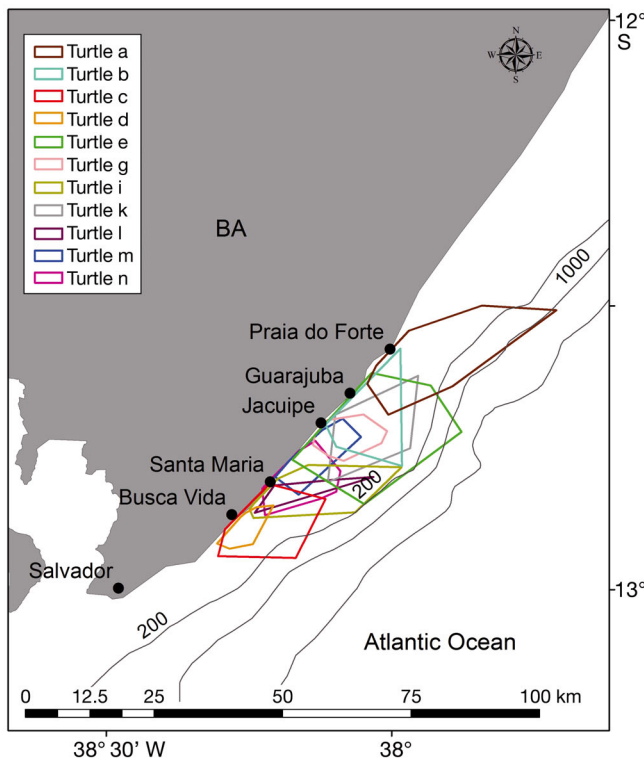 12°
S
N
W
E
S
Turtle a
Turtle b
Turtle c
Turtle d
Turtle e
Turtle g
Turtle i
Turtle k
Turtle l
Turtle m
Turtle n
BA
1000
Praia do Forte
Guarajuba
Jacuipe
Santa Maria
200
Busca Vida
Salvador
13°
200
Atlantic Ocean
0 12.5 25 50 75 100 km
38° 30' W 38°